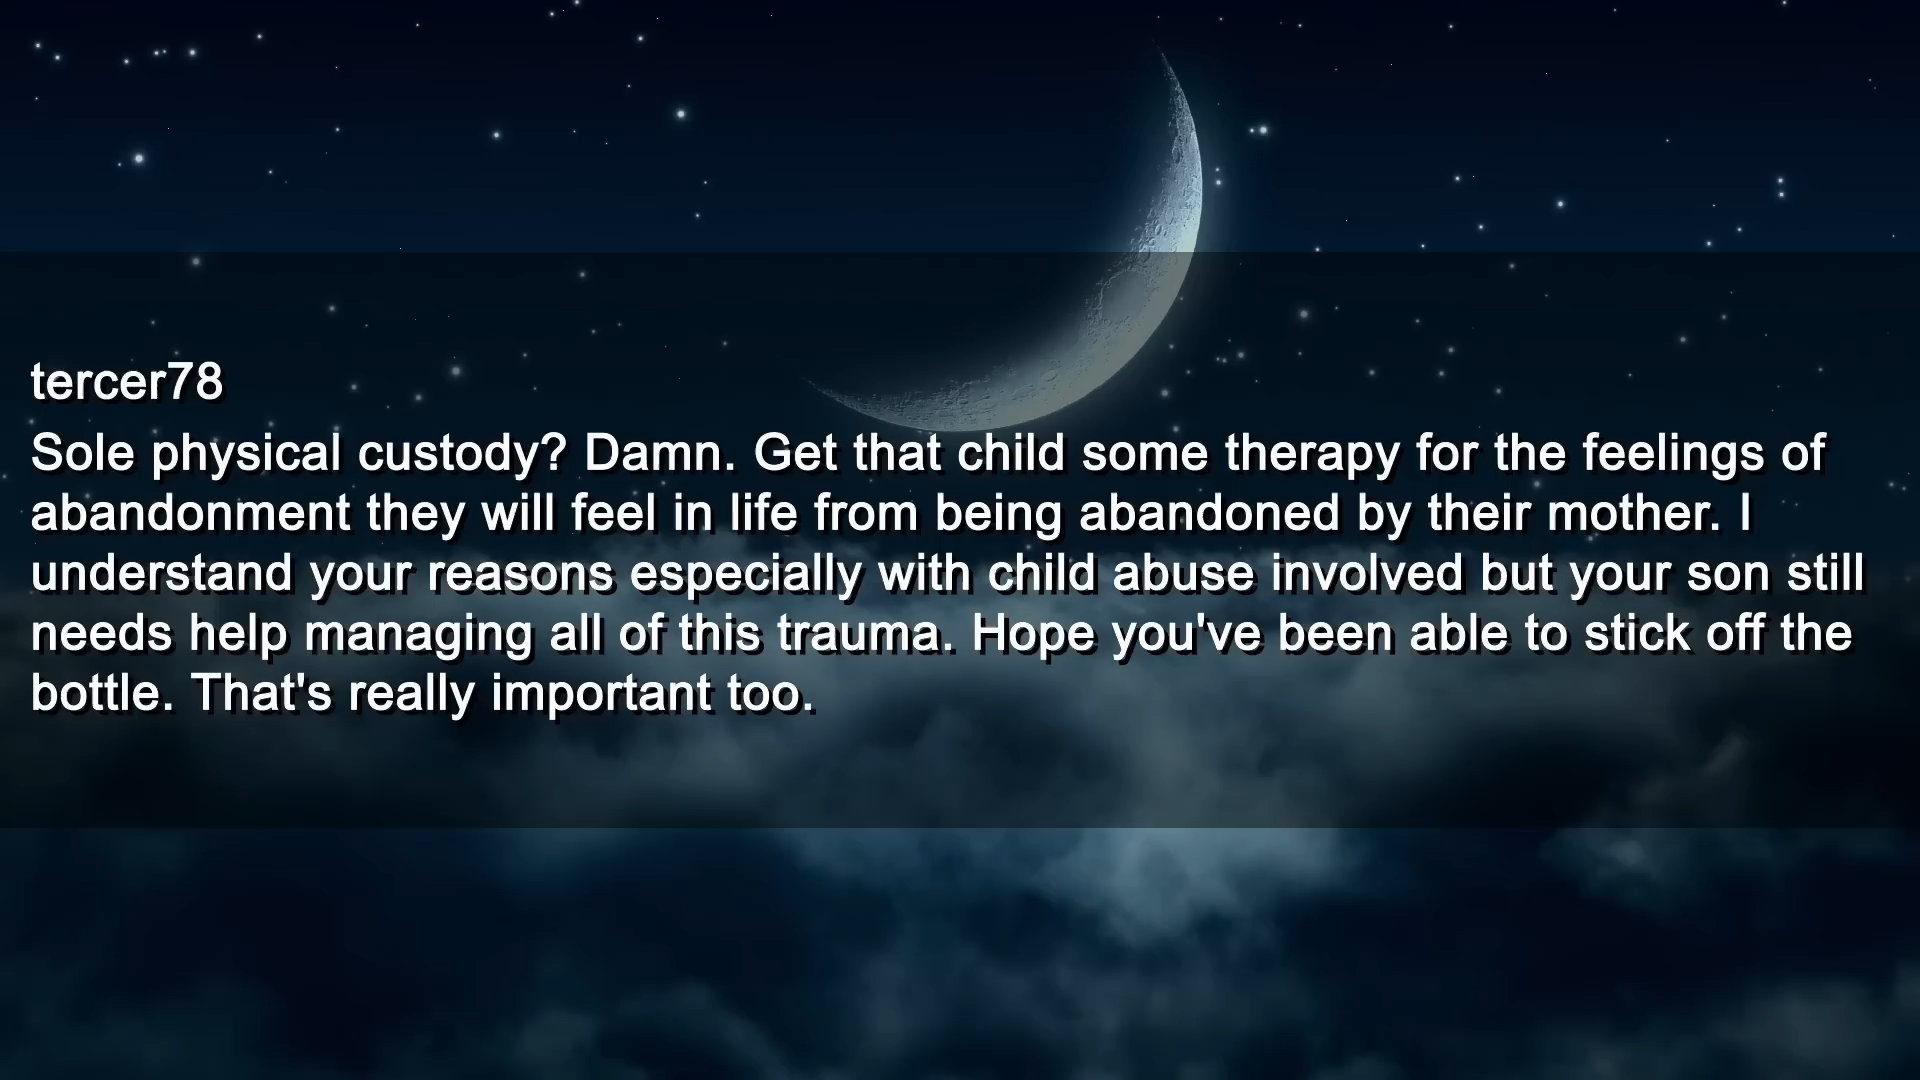 tercer78
Sole physical custody? Damn. Get that child some therapy for the feelings of
abandonment they will feel in life from being abandoned by their mother. I
understand your reasons especially with child abuse involved but your son still
needs help managing all of this trauma. Hope you've been able to stick off the
bottle. That's really important too.